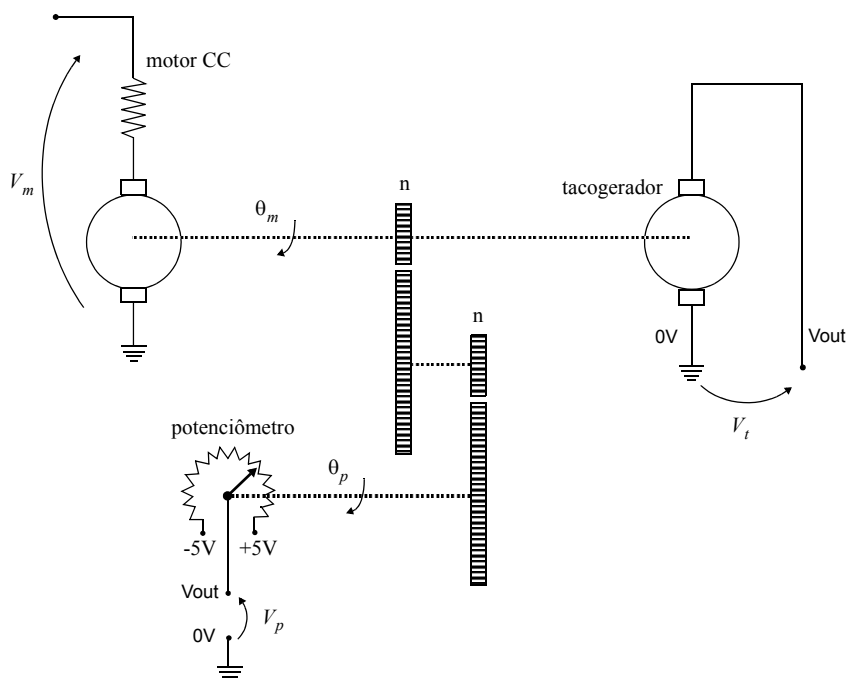 motor CC
V_m
θ_m
n
tacogerador
n
0V
Vout
V_t
potenciômetro
θ_p
-5V +5V
Vout
V_p
0V